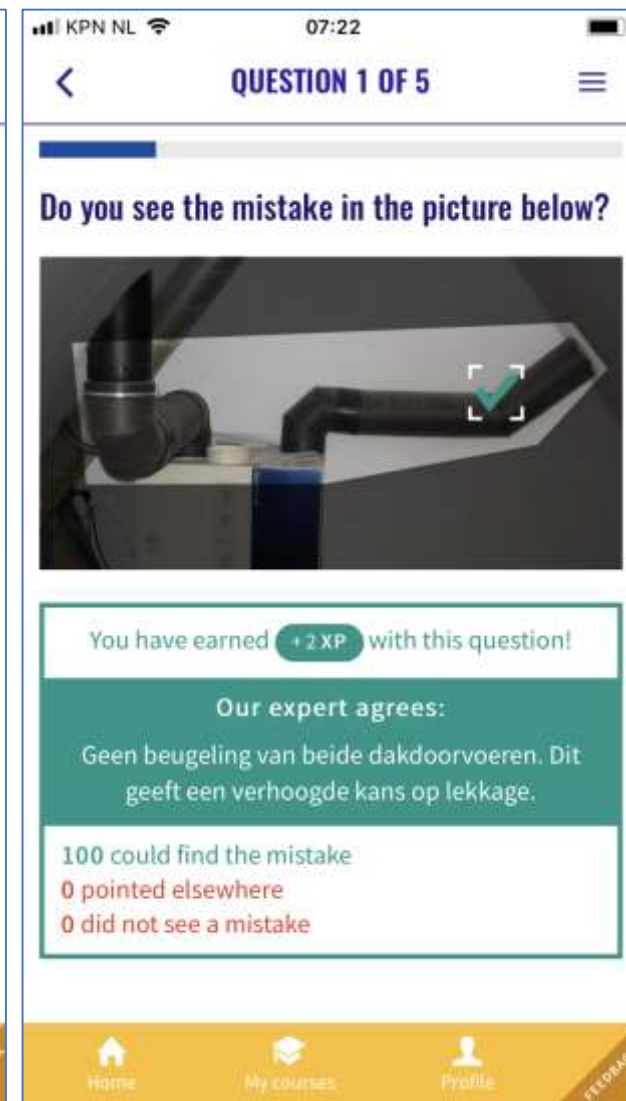 KPN NL 07:22
QUESTION 1 OF 5
Do you see the mistake in the picture below?
You have earned +2 XP with this question!
Our expert agrees:
Geen beugeling van beide dakdoorvoeren. Dit
geeft een verhoogde kans op lekkage.
100 could find the mistake
0 pointed elsewhere
0 did not see a mistake
Home My courses Profile
FEEDBACK